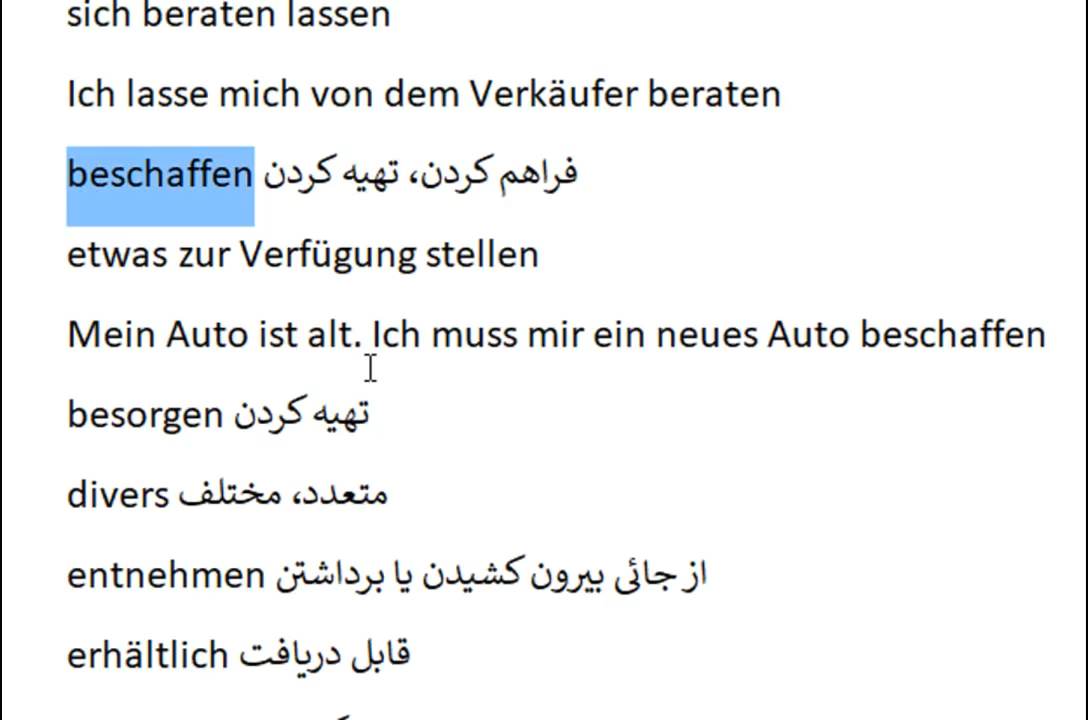 sich beraten lassen
Ich lasse mich von dem Verkäufer beraten
beschaffen فراهم کردن، تهیه کردن
etwas zur Verfügung stellen
Mein Auto ist alt. Ich muss mir ein neues Auto beschaffen
besorgen تهیه کردن
divers متعدد، مختلف
entnehmen از جائی بیرون کشیدن یا برداشتن
erhältlich قابل دریافت